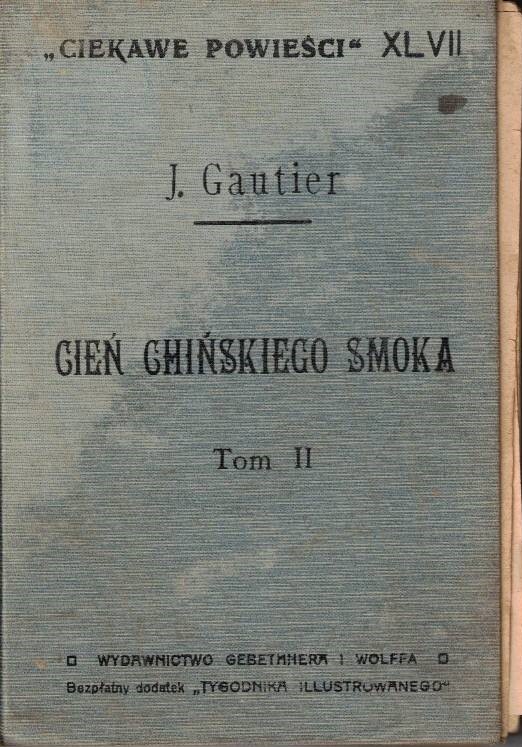 „CIEKAWE POWIEŚCI“ XLVII
J. Gautier
CIEŃ CHIŃSKIEGO SMOKA
Tom II
WYDAWNICTWO GEBETHNERA I WOLFFA
Bezpłatny dodatek „TYGODNIKA ILLUSTROWANEGO“